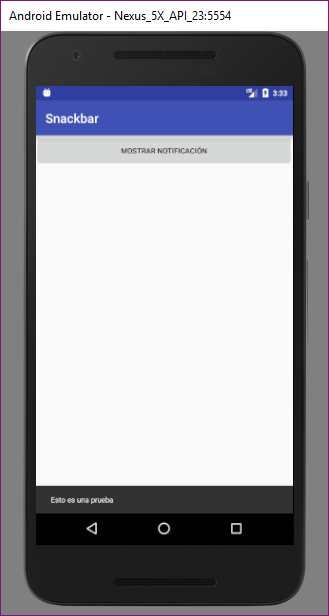 Android Emulator - Nexus_5X_API_23:5554
3:33
Snackbar
MOSTRAR NOTIFICACIÓN
Esto es una prueba